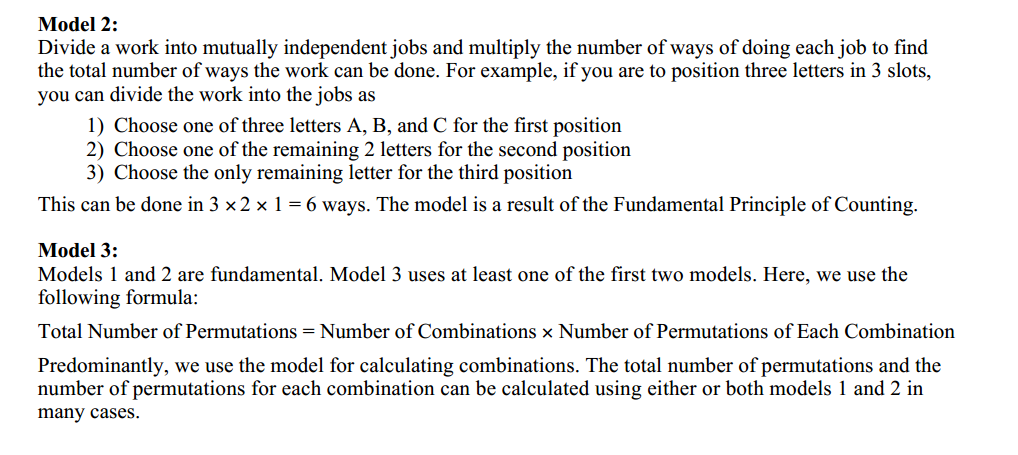 Model 2:
Divide a work into mutually independent jobs and multiply the number of ways of doing each job to find
the total number of ways the work can be done. For example, if you are to position three letters in 3 slots,
you can divide the work into the jobs as
1) Choose one of three letters A, B, and C for the first position
2) Choose one of the remaining 2 letters for the second position
3) Choose the only remaining letter for the third position
This can be done in 3 × 2 × 1 = 6 ways. The model is a result of the Fundamental Principle of Counting.
Model 3:
Models 1 and 2 are fundamental. Model 3 uses at least one of the first two models. Here, we use the
following formula:
Total Number of Permutations = Number of Combinations × Number of Permutations of Each Combination
Predominantly, we use the model for calculating combinations. The total number of permutations and the
number of permutations for each combination can be calculated using either or both models 1 and 2 in
many cases.